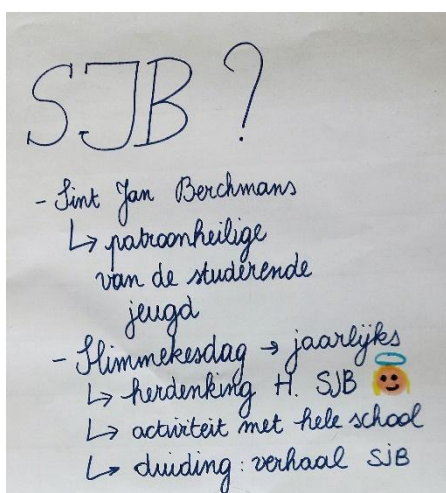 SJB ?
- Sint Jan Berchmans
↳ patroonheilige
van de studerende
jeugd
- Slimmekesdag → jaarlijks
↳ herdenking H. SJB
↳ activiteit met hele school
↳ duiding: verhaal SJB